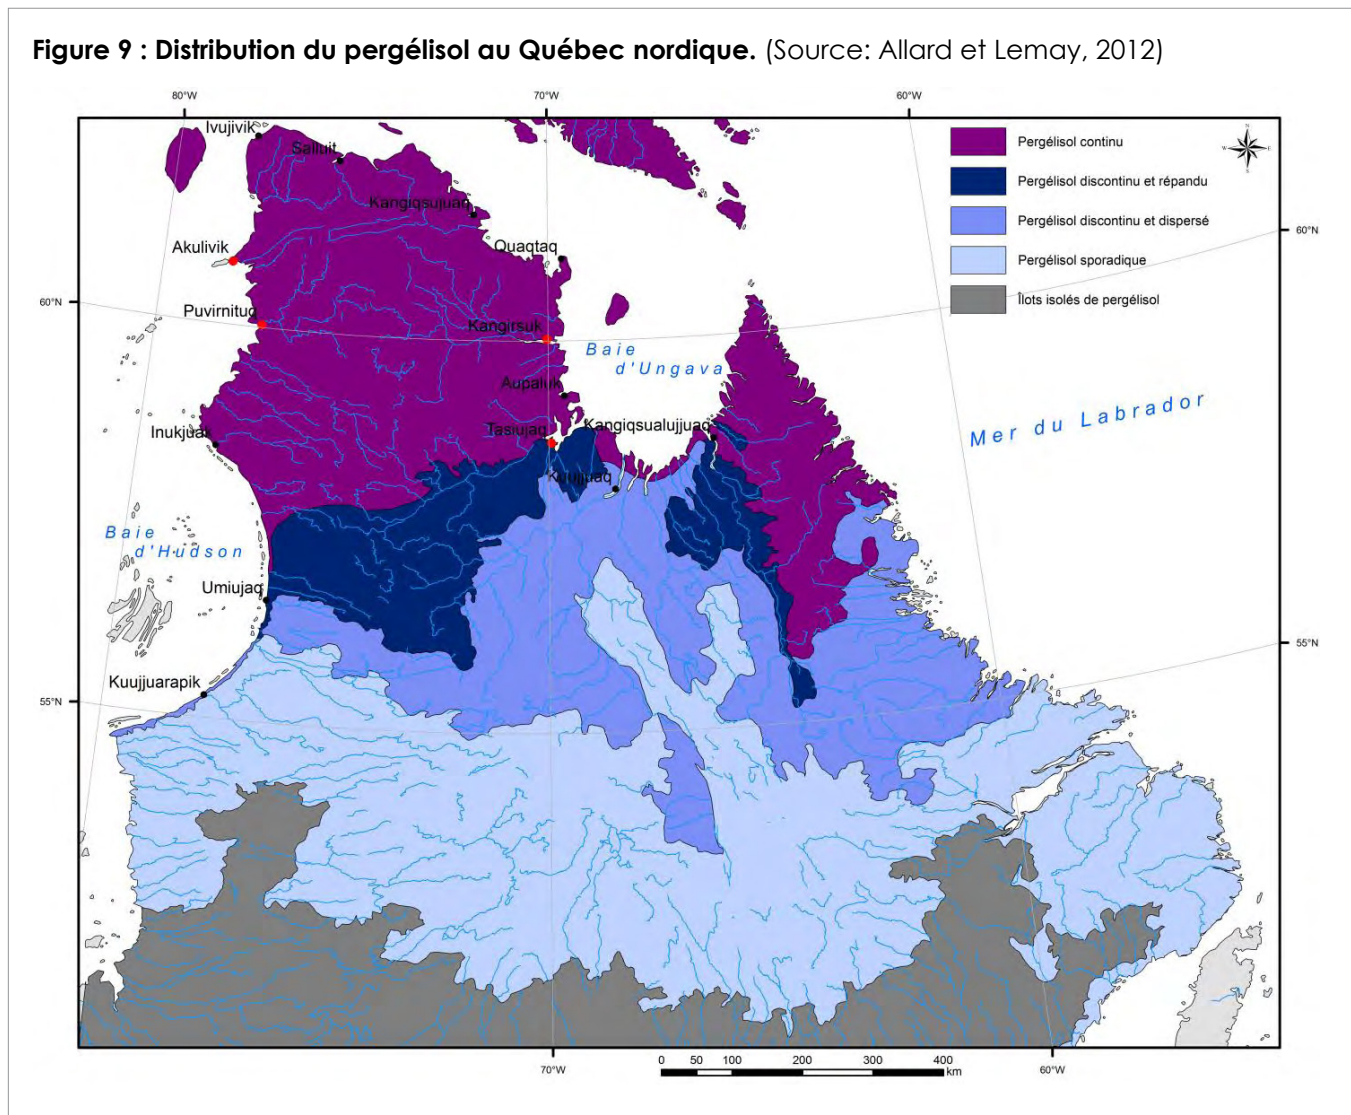 Figure 9 : Distribution du pergélisol au Québec nordique. (Source: Allard et Lemay, 2012)
80°W 70°W 60°W
Ivujivik
Salluit
Kangiqsujuaq
Quaqtaq
Akulivik
Puvirnituq
Kangirsuk
Aupaluk
Inukjuak
Tasiujaq
Kangiqsualujjuaq
Kuujjuaq
Umiujaq
Kuujjuarapik
Baie
d'Ungava
Mer du Labrador
Baie
d'Hudson
Pergélisol continu
Pergélisol discontinu et répandu
Pergélisol discontinu et dispersé
Pergélisol sporadique
Îlots isolés de pergélisol
N
W E
S
60°N
60°N
55°N
55°N
70°W 60°W
0 50 100 200 300 400
km